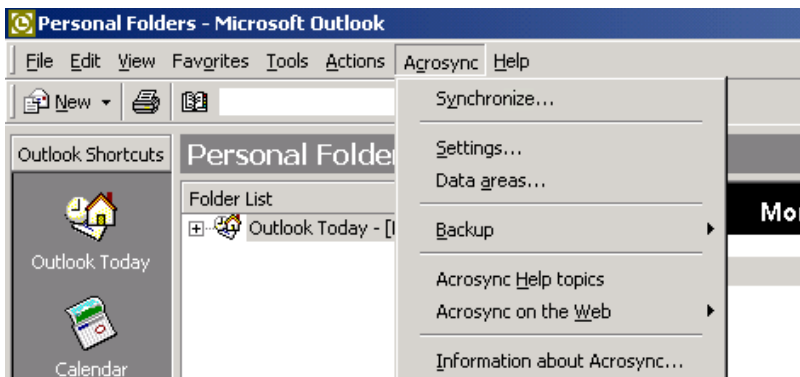 Personal Folders - Microsoft Outlook
File Edit View Favorites Tools Actions Acrosync Help
New
Synchronize...
Settings...
Data areas...
Backup
Acrosync Help topics
Acrosync on the Web
Information about Acrosync...
Outlook Shortcuts
Outlook Today
Calendar
Personal Folde
Folder List
Outlook Today - [
Mo